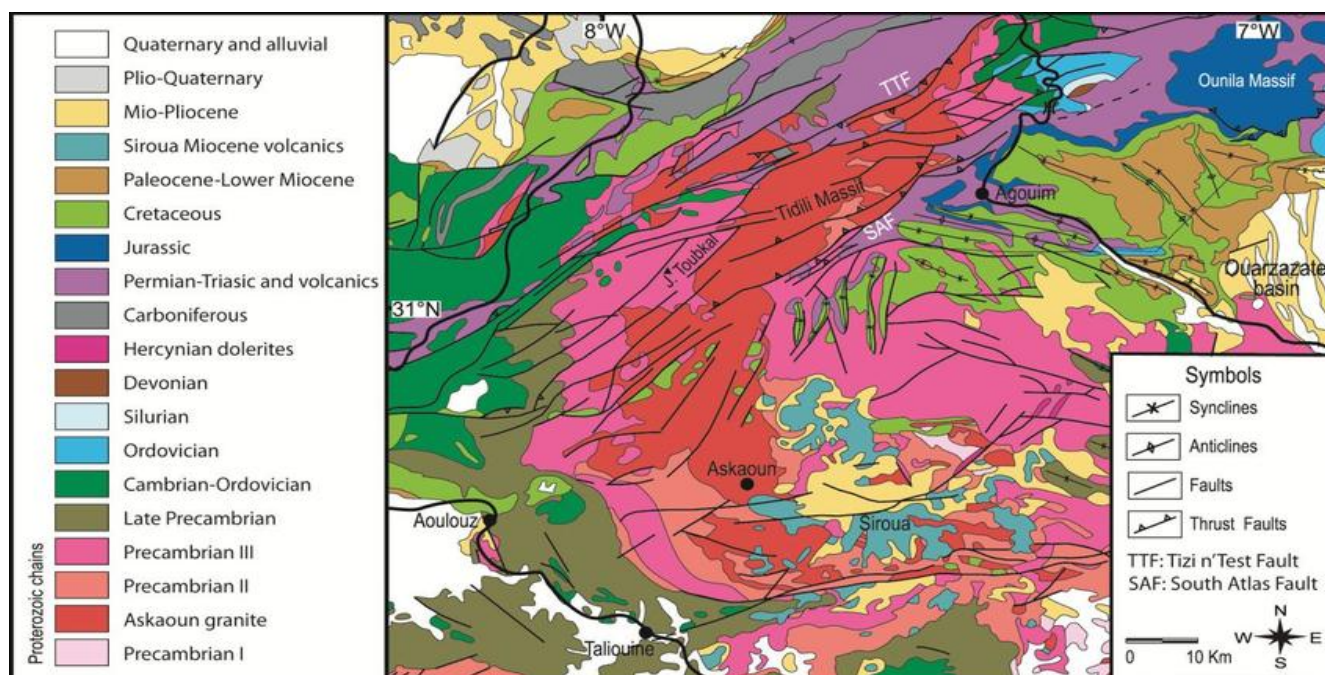 Quaternary and alluvial
Plio-Quaternary
Mio-Pliocene
Siroua Miocene volcanics
Paleocene-Lower Miocene
Cretaceous
Jurassic
Permian-Triasic and volcanics
Carboniferous
Hercynian dolerites
Devonian
Silurian
Ordovician
Cambrian-Ordovician
Late Precambrian
Precambrian III
Precambrian II
Askaoun granite
Precambrian I
Proterozoic chains
8°W
7°W
TTF
Ounila Massif
Tidili Massif
Agouim
SAF
Toubkal
31°N
Ouarzazate
basin
Askaoun
Aoulouz
Siroua
Taliouine
Symbols
Synclines
Anticlines
Faults
Thrust Faults
TTF: Tizi n'Test Fault
SAF: South Atlas Fault
N
W E
S
0 10 Km